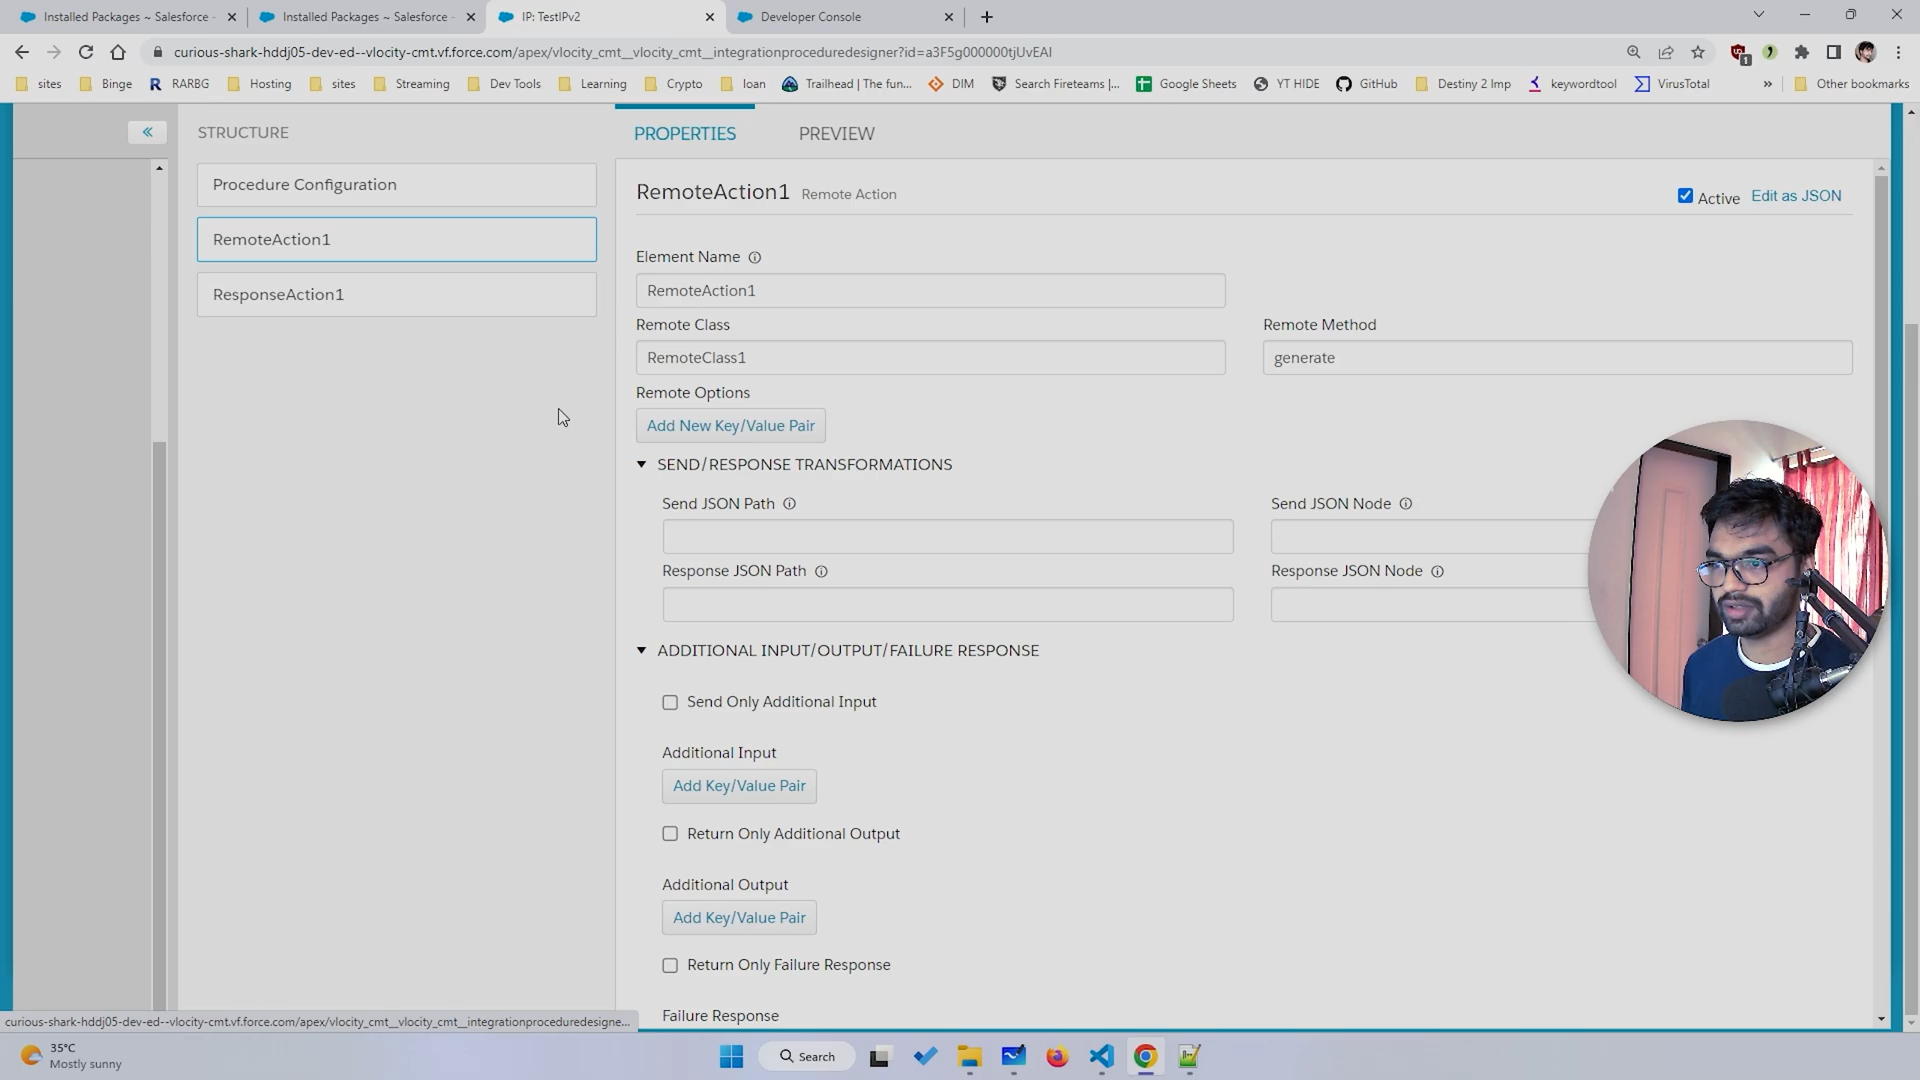 Installed Packages ~ Salesforce -
Installed Packages ~ Salesforce -
IP: TestIPv2
Developer Console
curious-shark-hddj05-dev-ed--vlocity-cmt.vf.force.com/apex/vlocity_cmt__vlocity_cmt__integrationproceduredesigner?id=a3F5g000000tjUvEAI
1
sites
Binge
RARBG
Hosting
sites
Streaming
Dev Tools
Learning
Crypto
loan
Trailhead | The fun...
DIM
Search Fireteams |...
Google Sheets
YT HIDE
GitHub
Destiny 2 Imp
keywordtool
VirusTotal
»
Other bookmarks
STRUCTURE
Procedure Configuration
RemoteAction1
ResponseAction1
PROPERTIES
PREVIEW
RemoteAction1 Remote Action
Active
Edit as JSON
Element Name
RemoteAction1
Remote Class
Remote Method
RemoteClass1
generate
Remote Options
Add New Key/Value Pair
SEND/RESPONSE TRANSFORMATIONS
Send JSON Path
Send JSON Node
Response JSON Path
Response JSON Node
ADDITIONAL INPUT/OUTPUT/FAILURE RESPONSE
Send Only Additional Input
Additional Input
Add Key/Value Pair
Return Only Additional Output
Additional Output
Add Key/Value Pair
Return Only Failure Response
Failure Response
curious-shark-hddj05-dev-ed--vlocity-cmt.vf.force.com/apex/vlocity_cmt__vlocity_cmt__integrationproceduredesigne...
35°C
Mostly sunny
Search